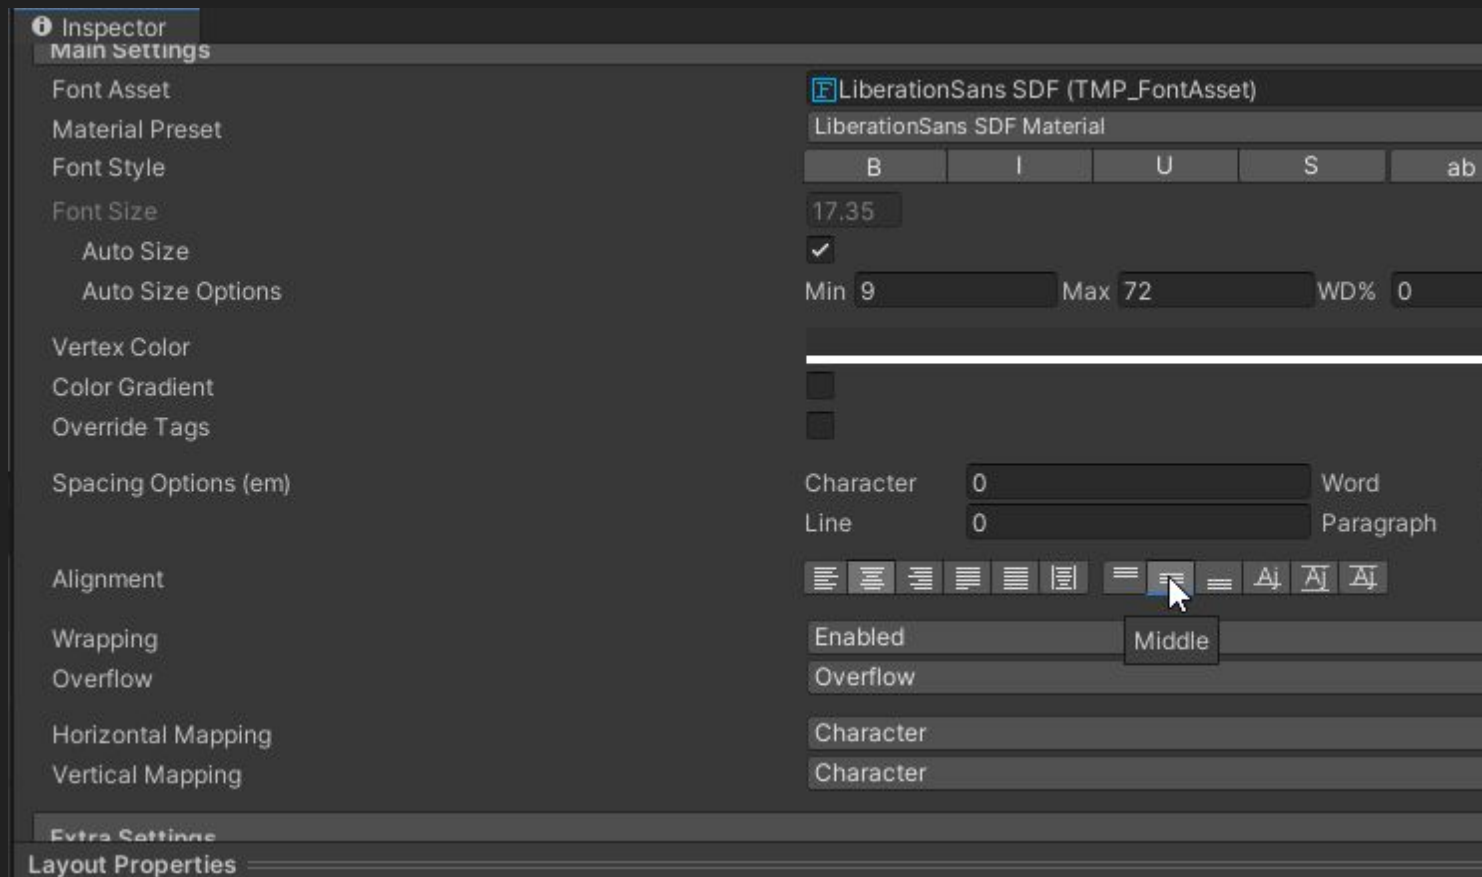 Inspector
Main Settings
Font Asset LiberationSans SDF (TMP_FontAsset)
Material Preset LiberationSans SDF Material
Font Style B I U S ab
Font Size 17.35
Auto Size
Auto Size Options Min 9 Max 72 WD% 0
Vertex Color
Color Gradient
Override Tags
Spacing Options (em) Character 0 Word
Line 0 Paragraph
Alignment Aj Aj Aj
Wrapping Enabled
Middle
Overflow Overflow
Horizontal Mapping Character
Vertical Mapping Character
Extra Settings
Layout Properties